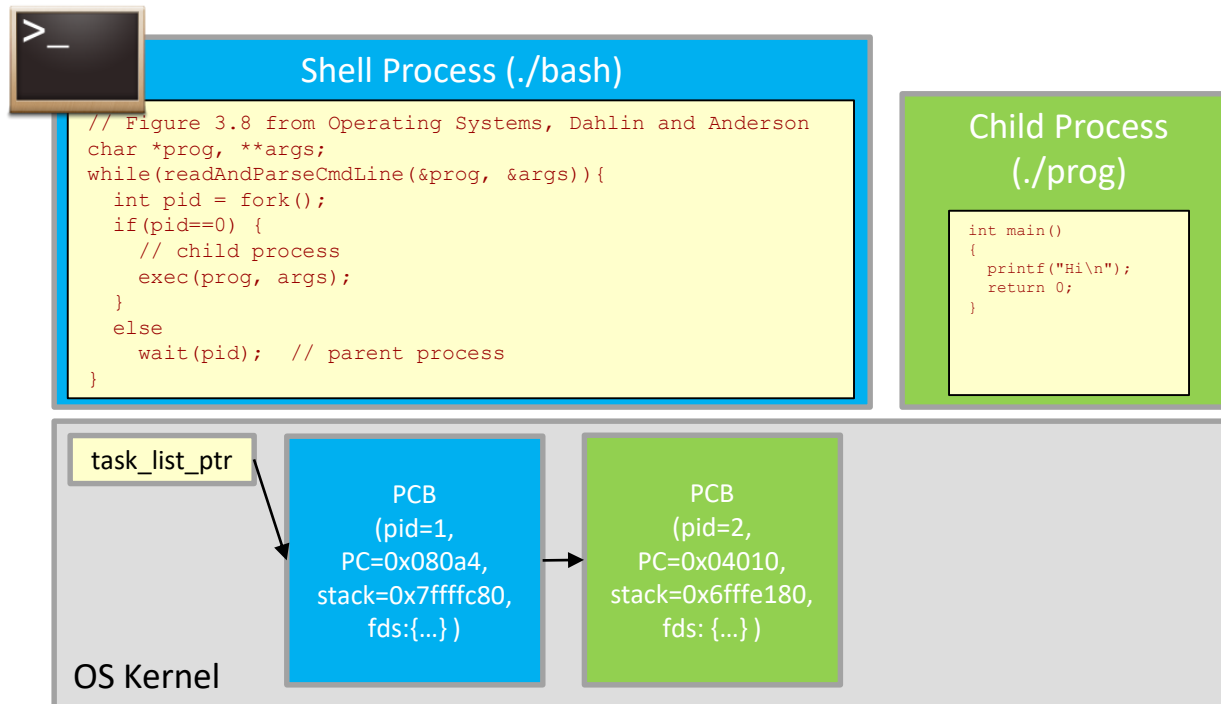 >_
Shell Process (./bash)
// Figure 3.8 from Operating Systems, Dahlin and Anderson
char *prog, **args;
while(readAndParseCmdLine(&prog, &args)){
  int pid = fork();
  if(pid==0) {
    // child process
    exec(prog, args);
  }
  else
    wait(pid);  // parent process
}
Child Process
(./prog)
int main()
{
  printf("Hi\n");
  return 0;
}
task_list_ptr
PCB
(pid=1,
PC=0x080a4,
stack=0x7ffffc80,
fds:{…} )
PCB
(pid=2,
PC=0x04010,
stack=0x6fffe180,
fds: {…} )
OS Kernel